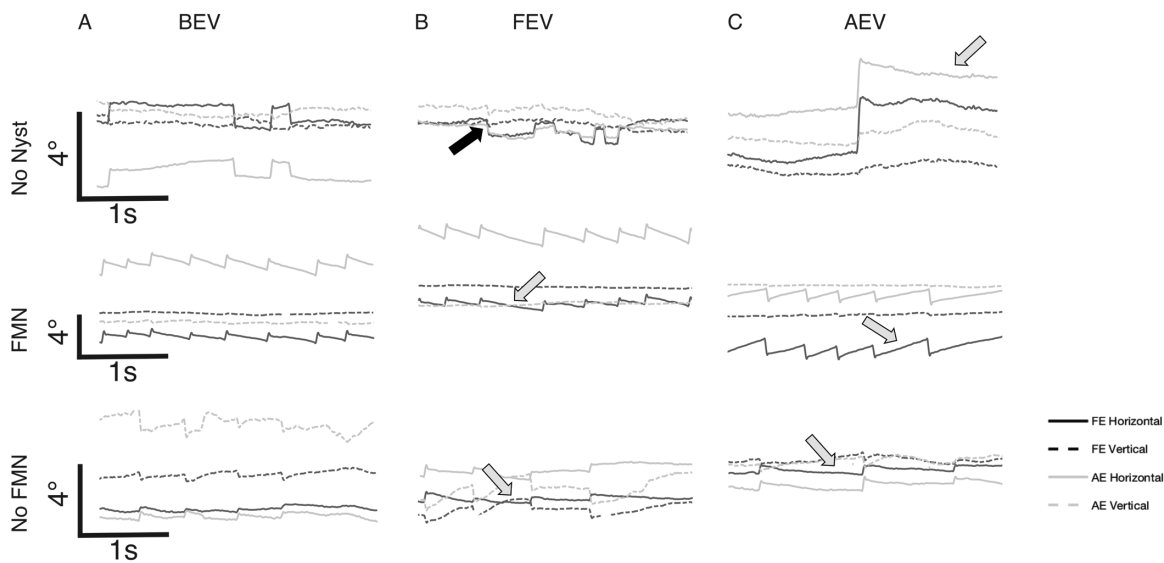 A BEV B FEV C AEV
No Nyst
4°
1s
FMN
4°
1s
No FMN
4°
1s
FE Horizontal
FE Vertical
AE Horizontal
AE Vertical